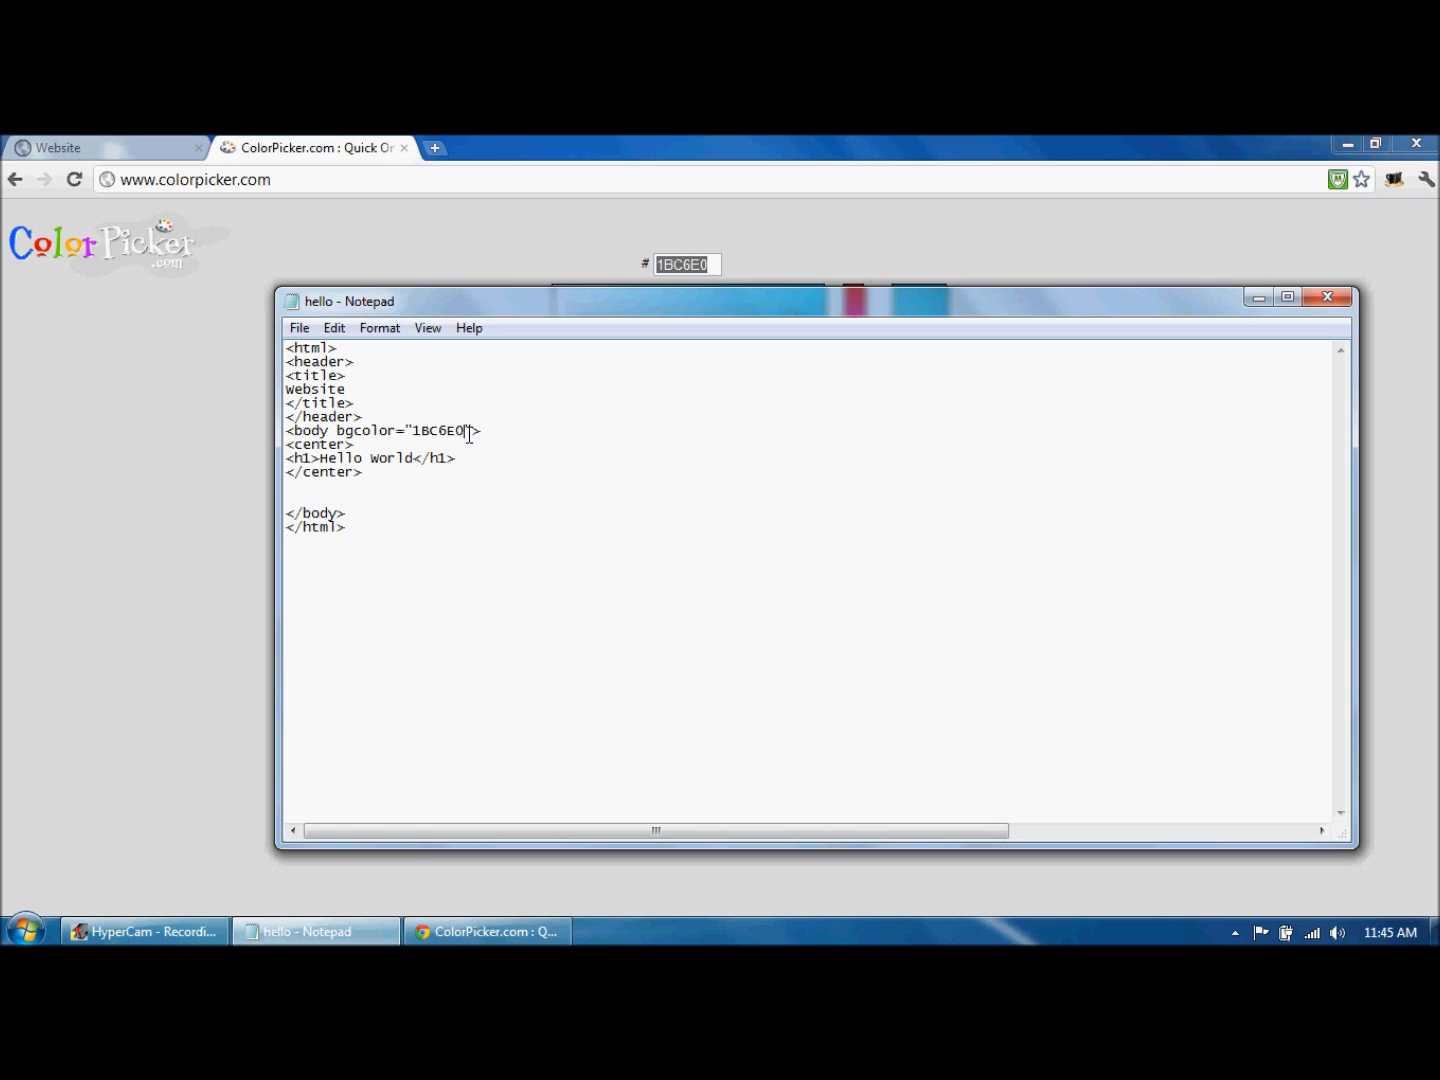 Website
ColorPicker.com : Quick Or
www.colorpicker.com
ColorPicker
.com
# 1BC6E0
hello - Notepad
File Edit Format View Help
<html>
<header>
<title>
Website
</title>
</header>
<body bgcolor="1BC6E0">
<center>
<h1>Hello World</h1>
</center>
</body>
</html>
HyperCam - Recordi...
hello - Notepad
ColorPicker.com : Q...
11:45 AM